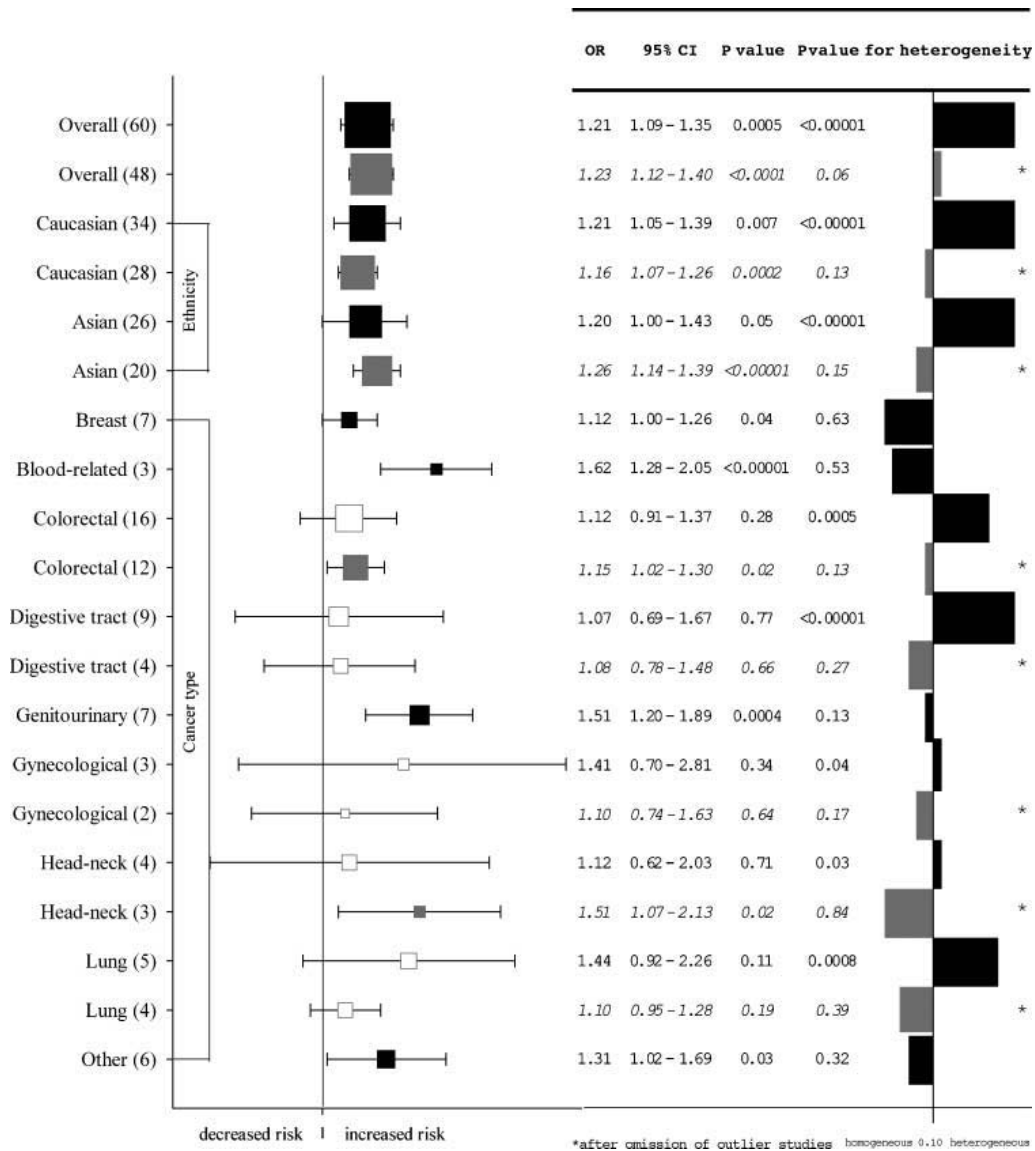 OR 95% CI P value Pvalue for heterogeneity
Overall (60) 1.21 1.09 – 1.35 0.0005 <0.00001
Overall (48) 1.23 1.12 – 1.40 <0.0001 0.06 *
Caucasian (34) 1.21 1.05 – 1.39 0.007 <0.00001
Caucasian (28) 1.16 1.07 – 1.26 0.0002 0.13 *
Ethnicity
Asian (26) 1.20 1.00 – 1.43 0.05 <0.00001
Asian (20) 1.26 1.14 – 1.39 <0.00001 0.15 *
Breast (7) 1.12 1.00 – 1.26 0.04 0.63
Blood-related (3) 1.62 1.28 – 2.05 <0.00001 0.53
Colorectal (16) 1.12 0.91 – 1.37 0.28 0.0005
Colorectal (12) 1.15 1.02 – 1.30 0.02 0.13 *
Digestive tract (9) 1.07 0.69 – 1.67 0.77 <0.00001
Digestive tract (4) 1.08 0.78 – 1.48 0.66 0.27 *
Cancer type
Genitourinary (7) 1.51 1.20 – 1.89 0.0004 0.13
Gynecological (3) 1.41 0.70 – 2.81 0.34 0.04
Gynecological (2) 1.10 0.74 – 1.63 0.64 0.17 *
Head-neck (4) 1.12 0.62 – 2.03 0.71 0.03
Head-neck (3) 1.51 1.07 – 2.13 0.02 0.84 *
Lung (5) 1.44 0.92 – 2.26 0.11 0.0008
Lung (4) 1.10 0.95 – 1.28 0.19 0.39 *
Other (6) 1.31 1.02 – 1.69 0.03 0.32
decreased risk 1 increased risk
*after omission of outlier studies homogeneous 0.10 heterogeneous